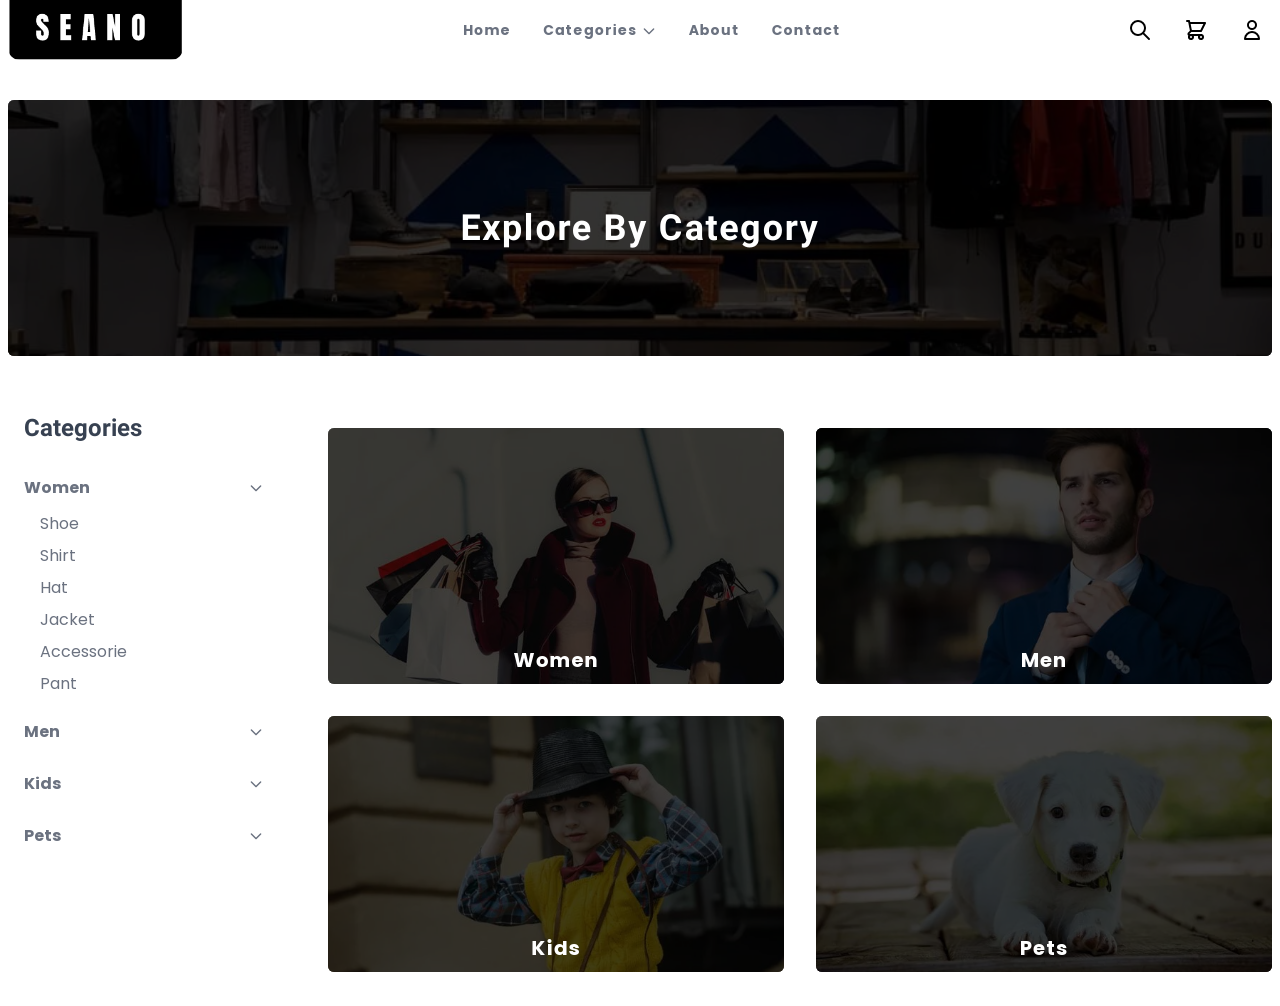 SEANO
Home
Categories
About
Contact
Explore By Category
Categories
Women
Shoe
Shirt
Hat
Jacket
Accessorie
Pant
Men
Kids
Pets
Women
Men
Kids
Pets